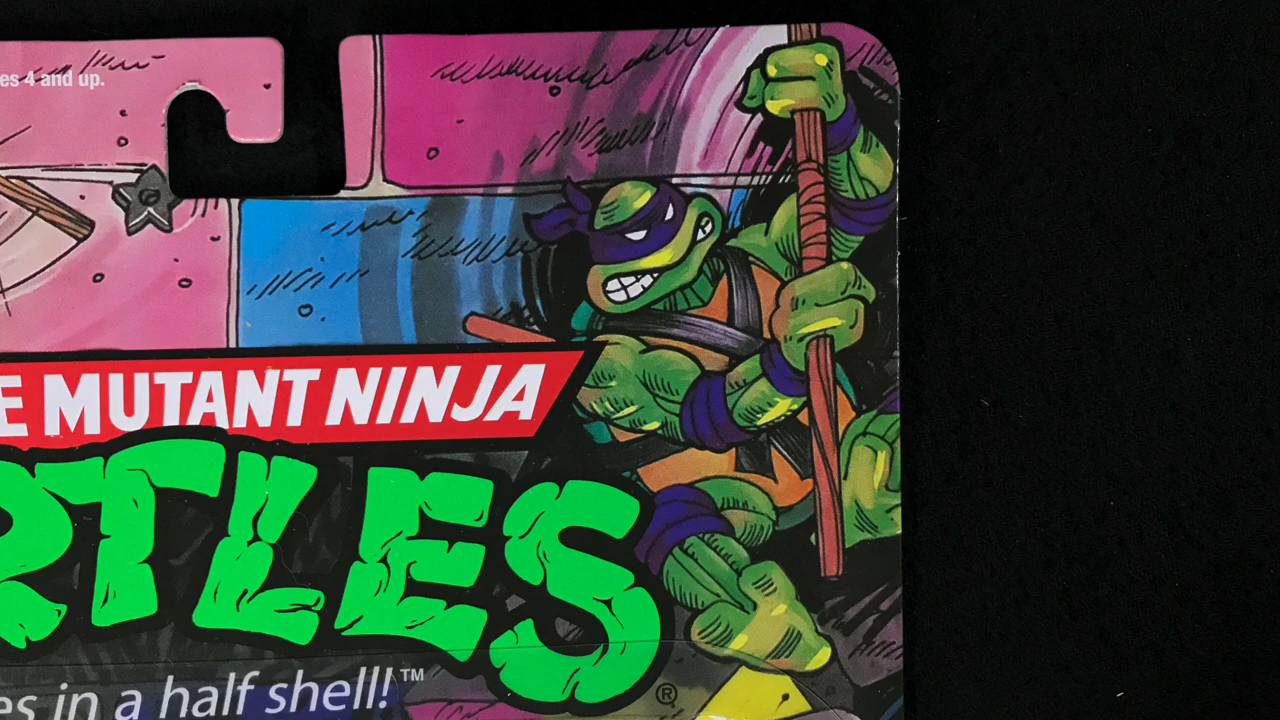 es 4 and up.
E MUTANT NINJA
RTLES
es in a half shell!™
®